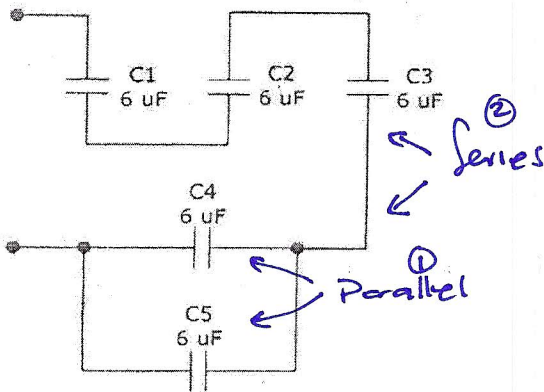 C1
6 uF
C2
6 uF
C3
6 uF
②
Series
C4
6 uF
①
Parallel
C5
6 uF